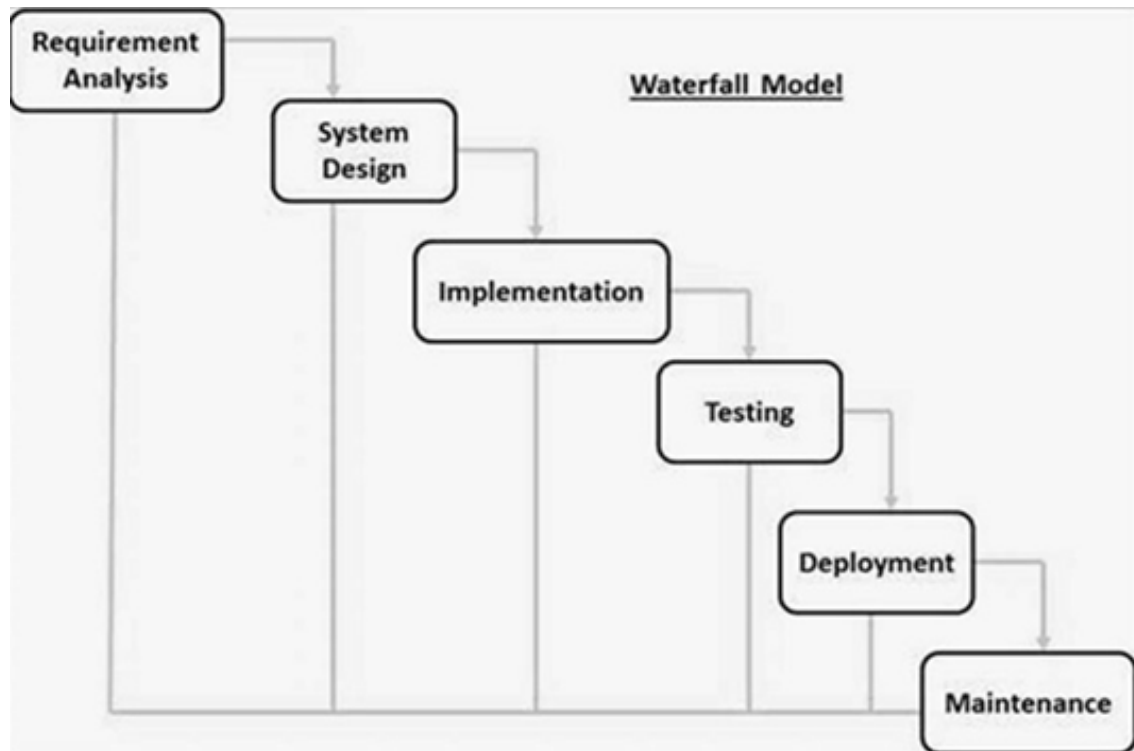 Requirement
Analysis
Waterfall Model
System
Design
Implementation
Testing
Deployment
Maintenance